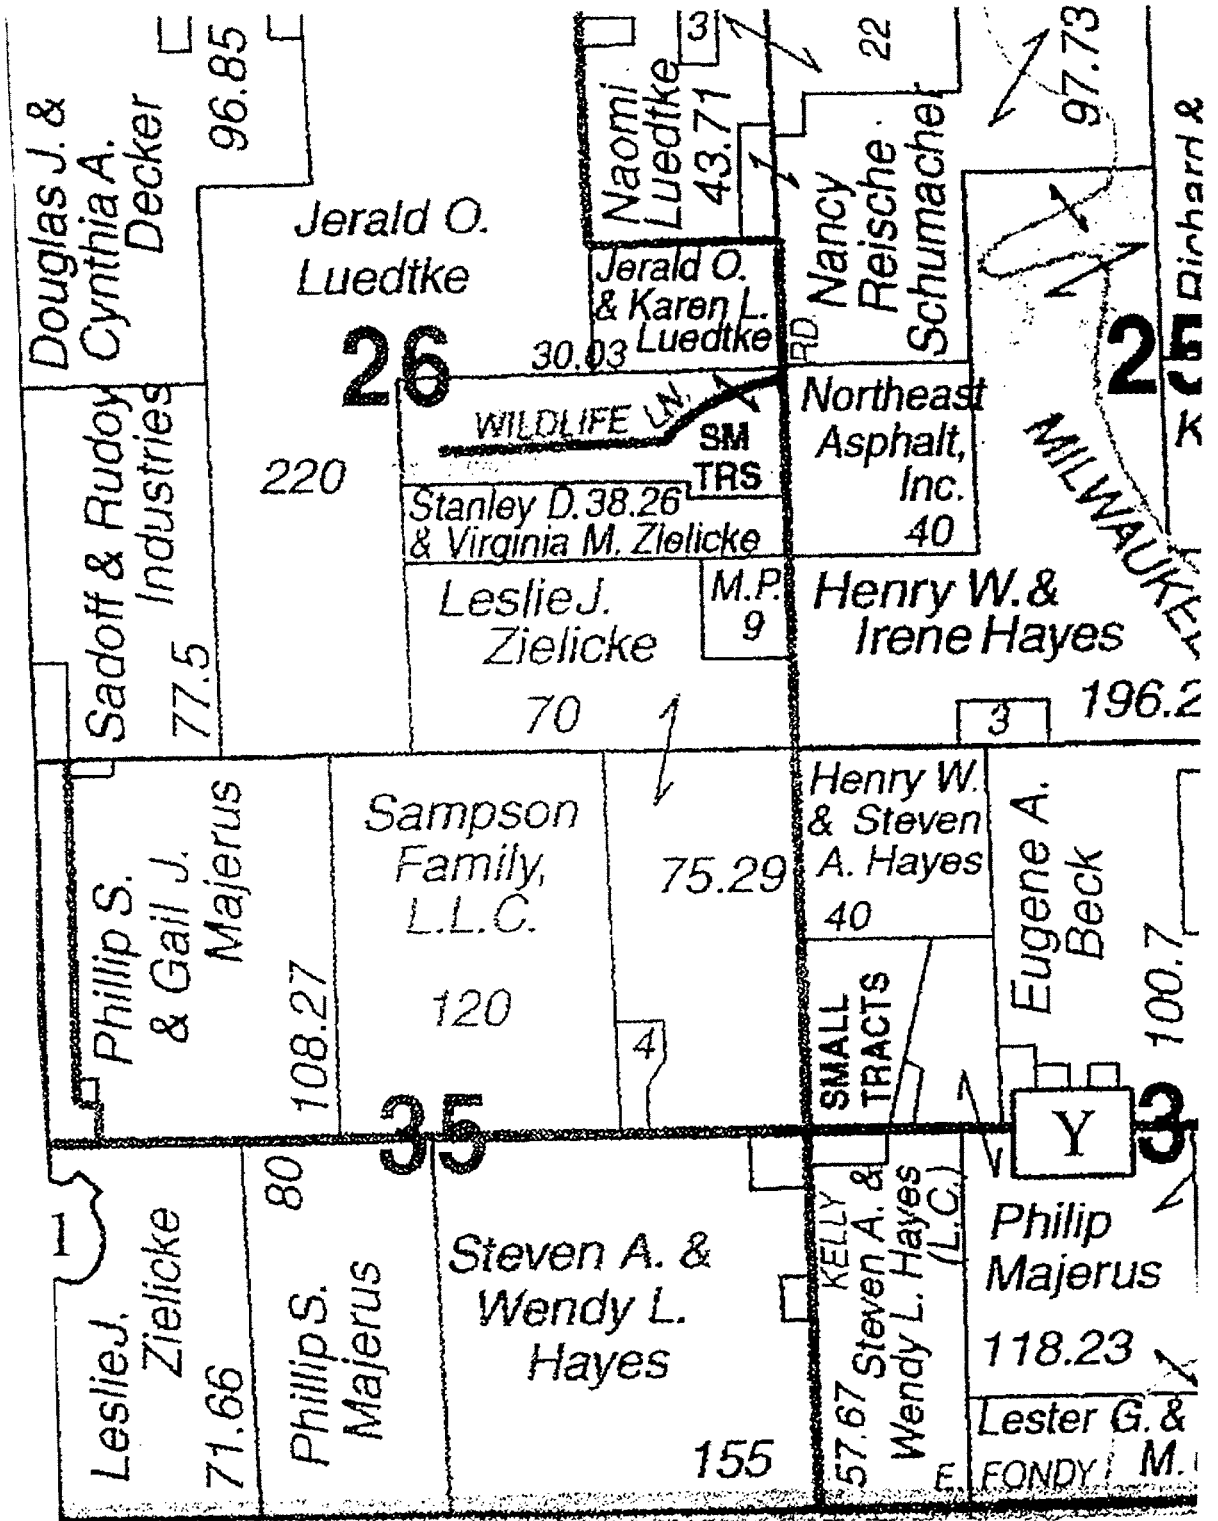 Douglas J. &
Cynthia A.
Decker
96.85
Jerald O.
Luedtke
26
220
Naomi
Luedtke
43.71
3
1
22
97.73
Nancy
Reische
Schumacher
RD.
Jerald O.
& Karen L.
Luedtke
30.03
Richard &
25
K
Sadoff & Rudoy
Industries
77.5
WILDLIFE LN.
SM
TRS
Northeast
Asphalt,
Inc.
40
MILWAUKE
Stanley D. 38.26
& Virginia M. Zielicke
Leslie J.
Zielicke
70
M.P.
9
Henry W. &
Irene Hayes
196.2
3
Phillip S.
& Gail J.
Majerus
108.27
Sampson
Family,
L.L.C.
120
75.29
4
Henry W.
& Steven
A. Hayes
40
SMALL
TRACTS
Eugene A.
Beck
100.7
35
Y
3
1
Leslie J.
Zielicke
71.66
80
Phillip S.
Majerus
Steven A. &
Wendy L.
Hayes
155
KELLY
57.67
Steven A. &
Wendy L. Hayes
(L.C.)
Philip
Majerus
118.23
Lester G. &
M.
E. FONDY